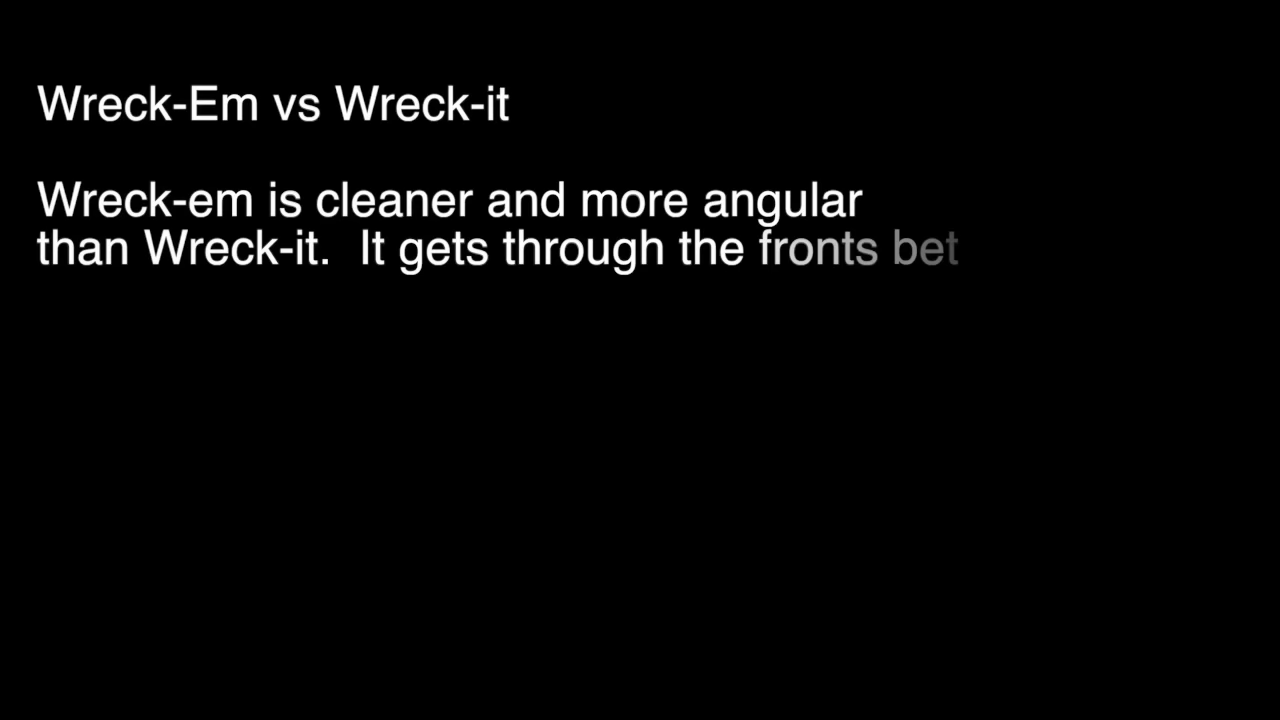 Wreck-Em vs Wreck-it
Wreck-em is cleaner and more angular
than Wreck-it.  It gets through the fronts bet